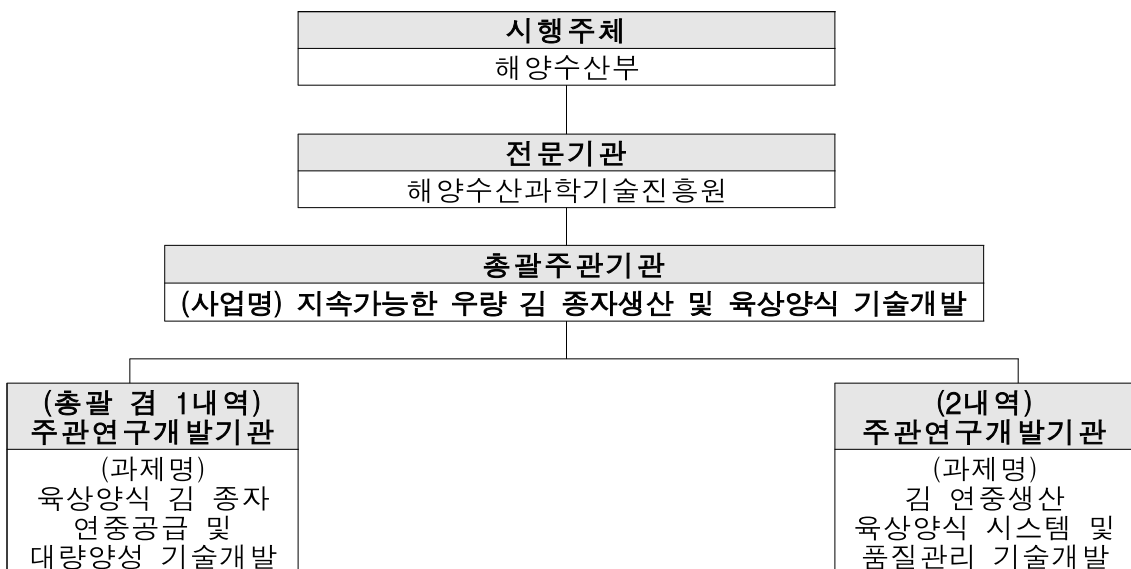 시행주체
해양수산부
전문기관
해양수산과학기술진흥원
총괄주관기관
(사업명) 지속가능한 우량 김 종자생산 및 육상양식 기술개발
(총괄 겸 1내역)
주관연구개발기관
(과제명)
육상양식 김 종자
연중공급 및
대량양성 기술개발
(2내역)
주관연구개발기관
(과제명)
김 연중생산
육상양식 시스템 및
품질관리 기술개발